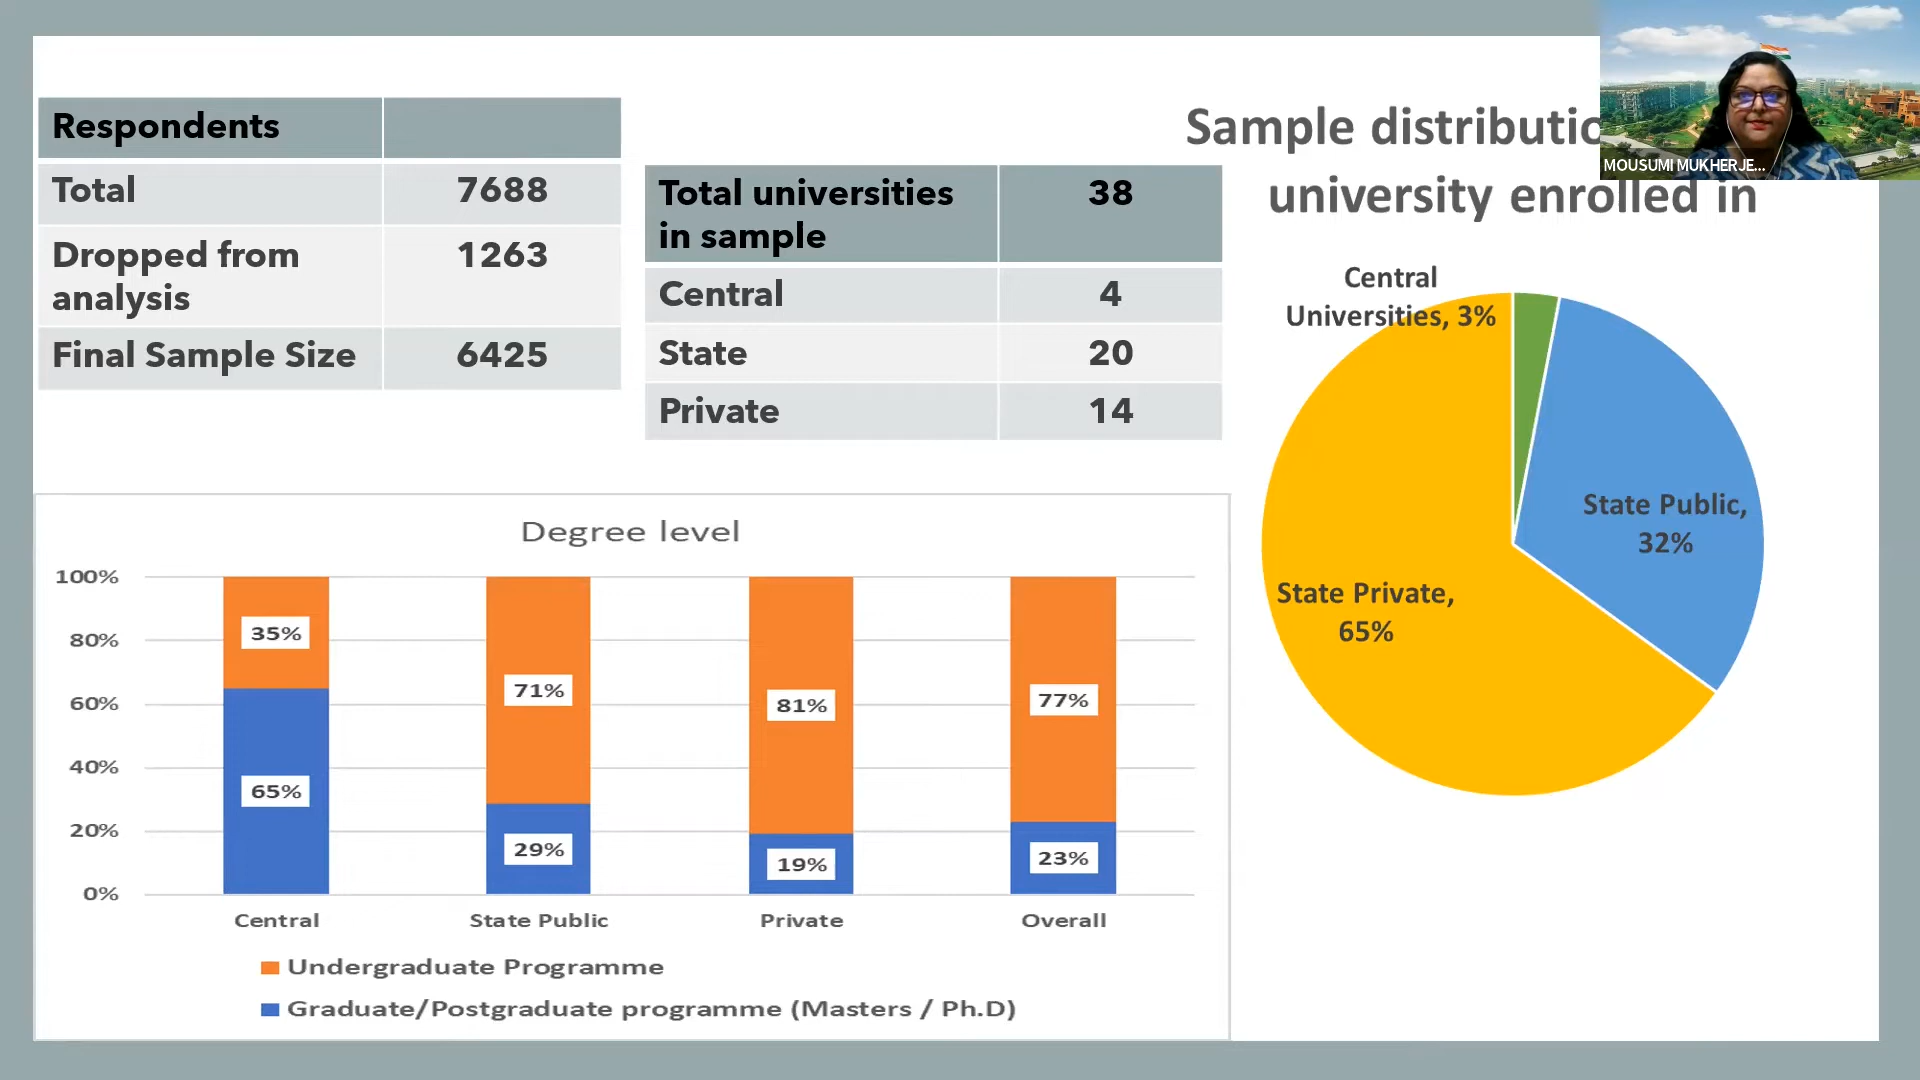 Respondents
Total 7688
Dropped from 1263
analysis
Final Sample Size 6425
Total universities 38
in sample
Central 4
State 20
Private 14
Sample distributio
university enrolled in
Central
Universities, 3%
State Public,
32%
State Private,
65%
MOUSUMI MUKHERJE...
Degree level
100%
80%
60%
40%
20%
0%
35%
65%
71%
29%
81%
19%
77%
23%
Central State Public Private Overall
Undergraduate Programme
Graduate/Postgraduate programme (Masters / Ph.D)